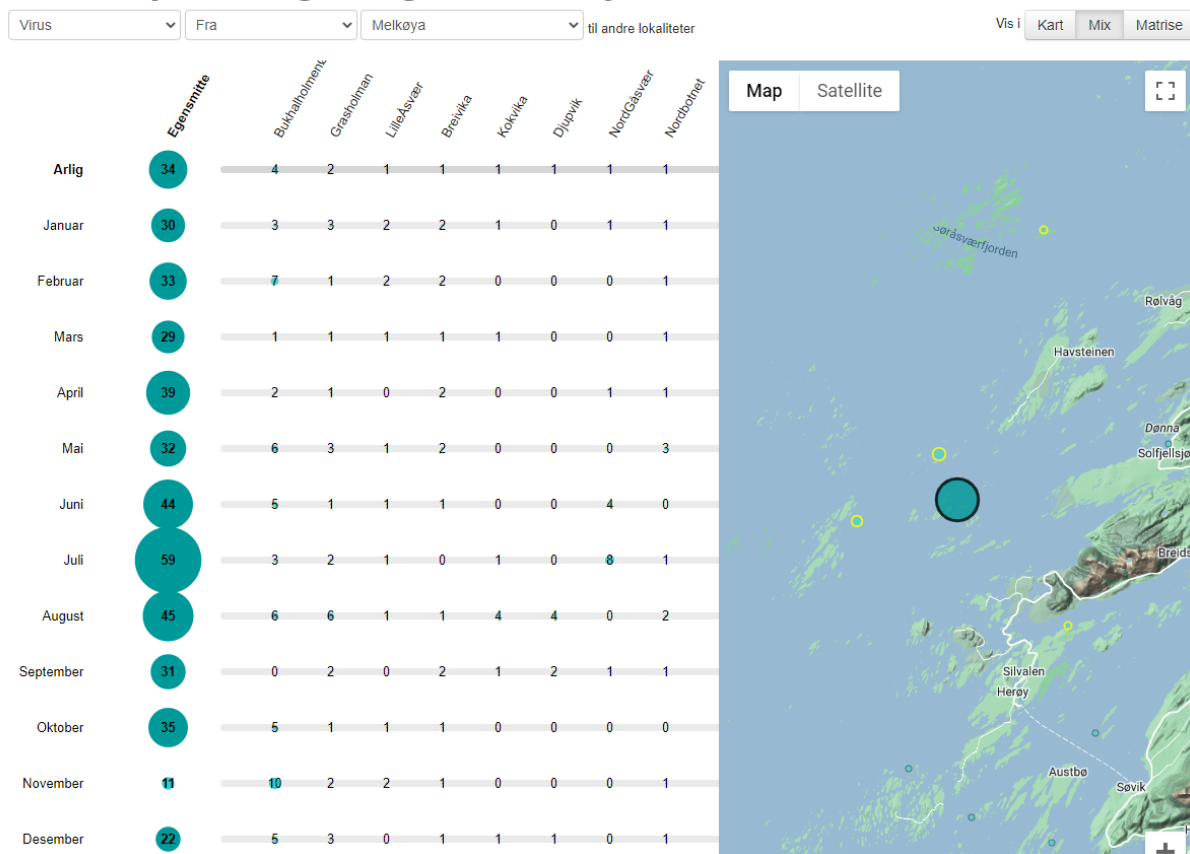 Virus Fra Melkøya til andre lokaliteter Vis i Kart Mix Matrise
Egensmitte Grasholman LilleÅsvær Breivika Kokvika Djupvik NordGåsvær Nordbotnet
Arlig 34 4 2 1 1 1 1 1 1
Januar 30 3 3 2 2 1 0 1 1
Februar 33 7 1 2 2 0 0 0 1
Mars 29 1 1 1 1 1 0 0 1
April 39 2 1 0 2 0 0 1 1
Mai 32 6 3 1 2 0 0 0 3
Juni 44 5 1 1 1 0 0 4 0
Juli 59 3 2 1 0 1 0 8 1
August 45 6 6 1 1 4 4 0 2
September 31 0 2 0 2 1 2 1 1
Oktober 35 5 1 1 1 0 0 0 0
November 11 10 2 2 1 0 0 0 1
Desember 22 5 3 0 1 1 1 0 1
Map Satellite
Rølvåg
Havsteinen
Dønna
Silvalen
Herøy
Austbø
Søvik